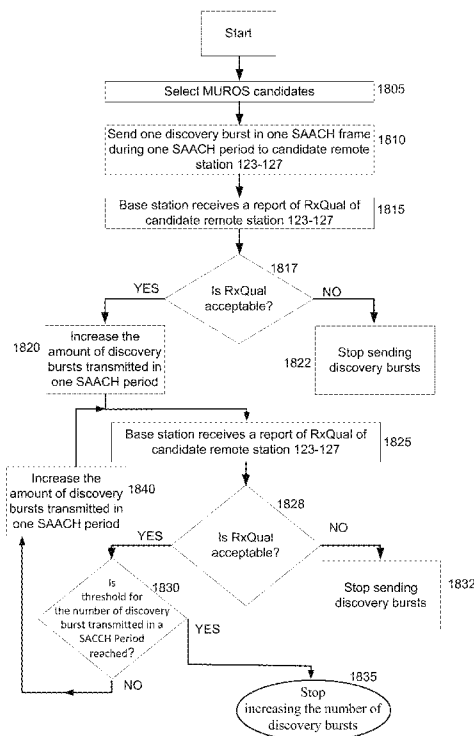 Start
Select MUROS candidates
1805
Send one discovery burst in one SAACH frame
during one SAACH period to candidate remote
station 123-127
1810
Base station receives a report of RxQual of
candidate remote station 123-127
1815
1817
Is RxQual
acceptable?
YES
NO
1820
Increase the
amount of discovery
bursts transmitted in
one SAACH period
1822
Stop sending
discovery bursts
Base station receives a report of RxQual of
candidate remote station 123-127
1825
Increase the
amount of discovery
bursts transmitted in
one SAACH period
1840
1828
Is RxQual
acceptable?
YES
NO
Stop sending
discovery bursts
1832
1830
Is
threshold for
the number of discovery
burst transmitted in a
SACCH Period
reached?
YES
NO
1835
Stop
increasing the number of
discovery bursts